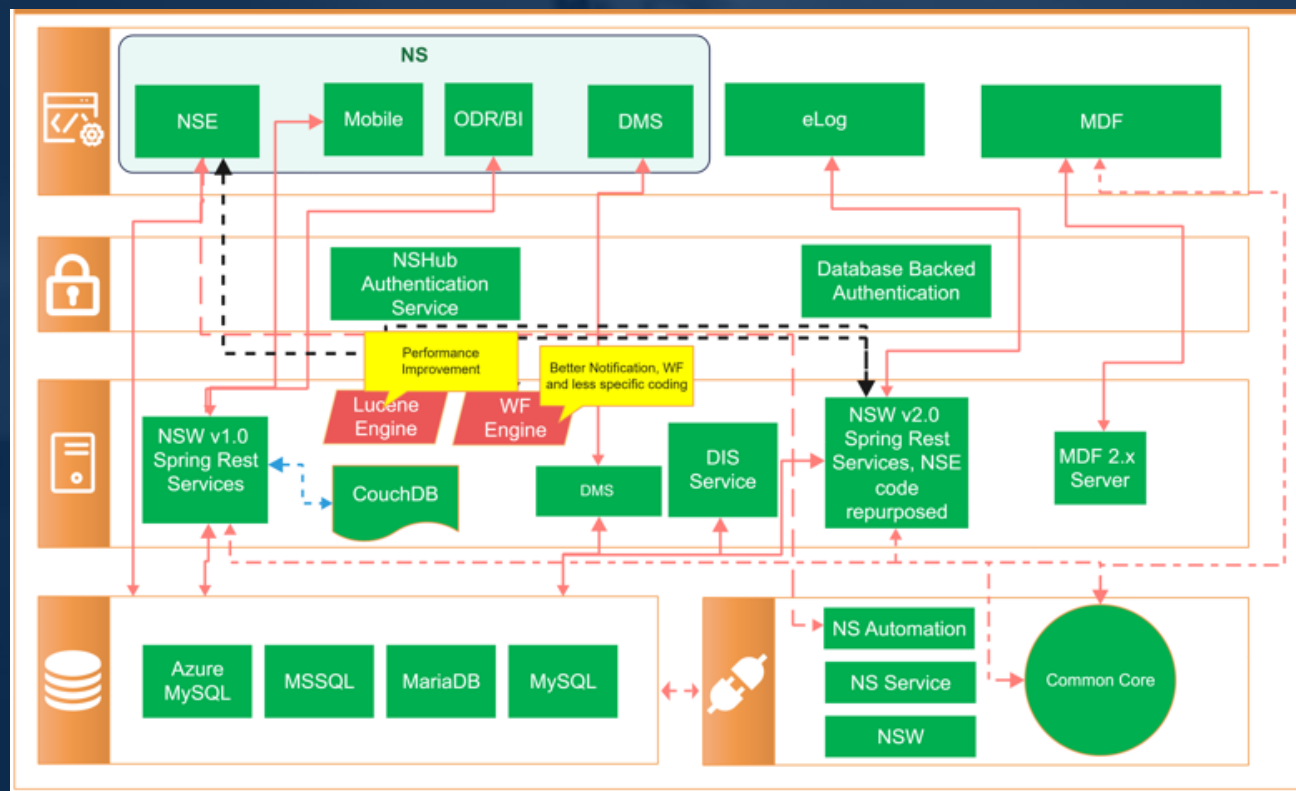 NS
NSE
Mobile
ODR/BI
DMS
eLog
MDF
NSHub
Authentication
Service
Database Backed
Authentication
Performance
Improvement
Better Notification, WF
and less specific coding
Lucene
Engine
WF
Engine
NSW v1.0
Spring Rest
Services
CouchDB
DMS
DIS
Service
NSW v2.0
Spring Rest
Services, NSE
code
repurposed
MDF 2.x
Server
Azure
MySQL
MSSQL
MariaDB
MySQL
NS Automation
NS Service
NSW
Common Core